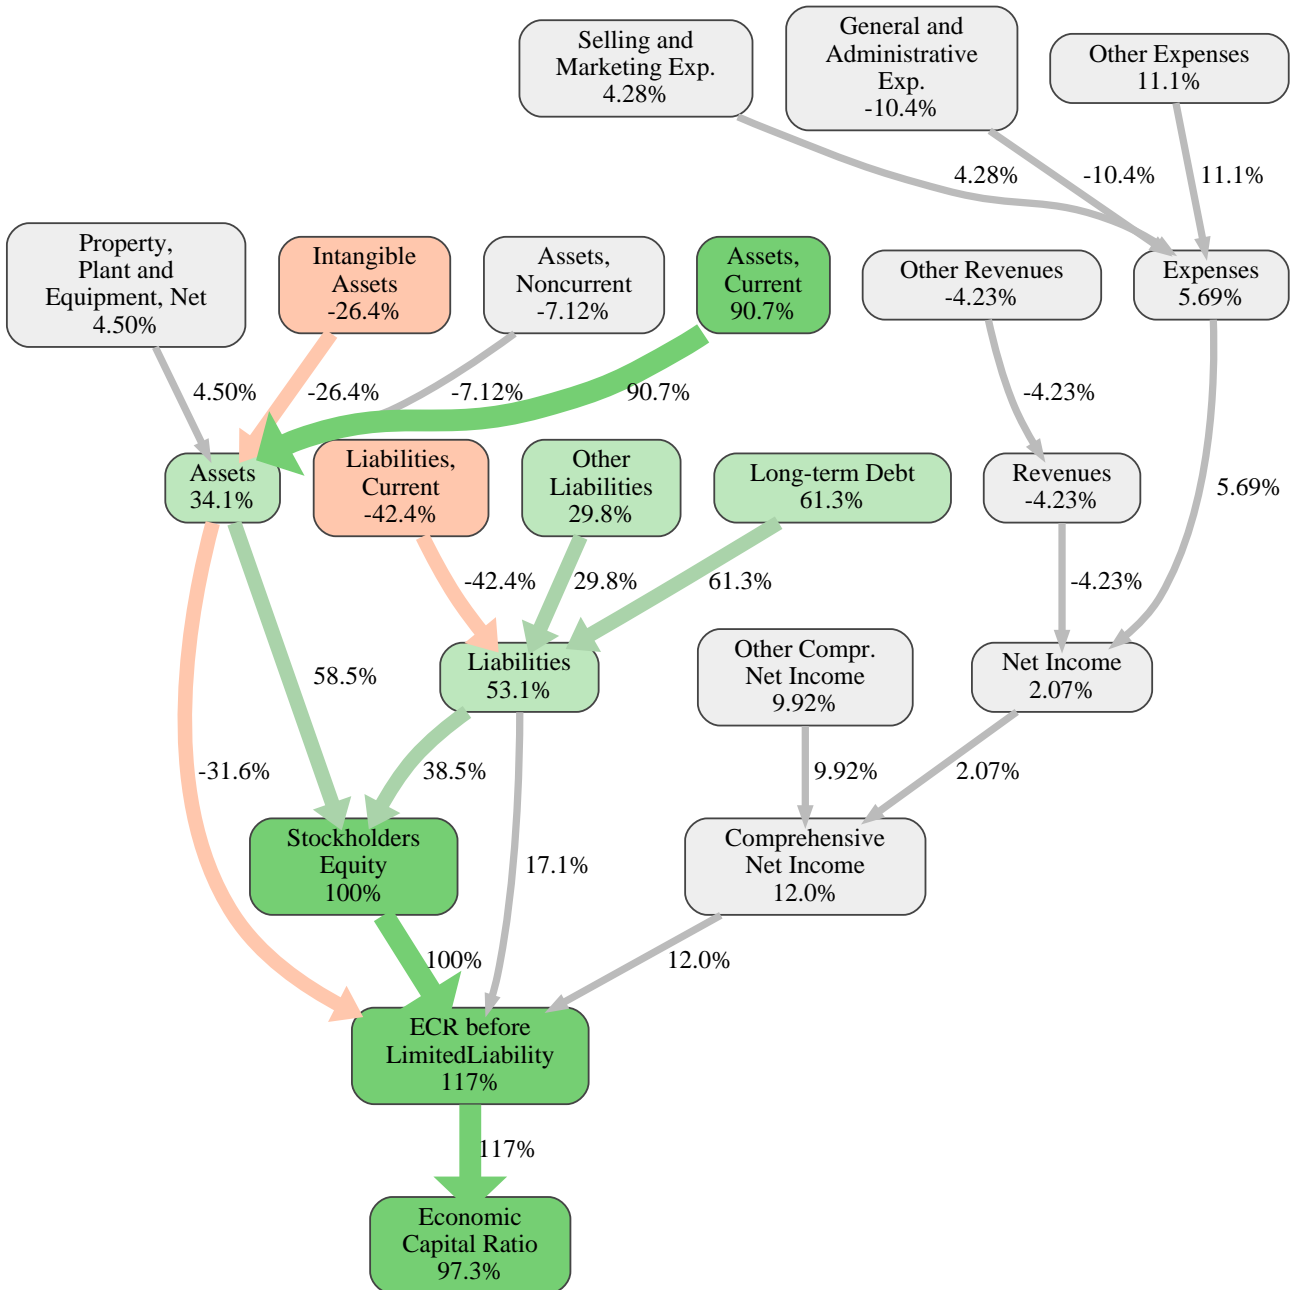 Selling and
Marketing Exp.
4.28%
General and
Administrative
Exp.
-10.4%
Other Expenses
11.1%
4.28%
-10.4%
11.1%
Property,
Plant and
Equipment, Net
4.50%
Intangible
Assets
-26.4%
Assets,
Noncurrent
-7.12%
Assets,
Current
90.7%
Other Revenues
-4.23%
Expenses
5.69%
4.50%
-26.4%
-7.12%
90.7%
-4.23%
5.69%
Assets
34.1%
Liabilities,
Current
-42.4%
Other
Liabilities
29.8%
Long-term Debt
61.3%
Revenues
-4.23%
-42.4%
29.8%
61.3%
-4.23%
58.5%
Liabilities
53.1%
Other Compr.
Net Income
9.92%
Net Income
2.07%
-31.6%
38.5%
9.92%
2.07%
Stockholders
Equity
100%
17.1%
Comprehensive
Net Income
12.0%
100%
12.0%
ECR before
LimitedLiability
117%
117%
Economic
Capital Ratio
97.3%